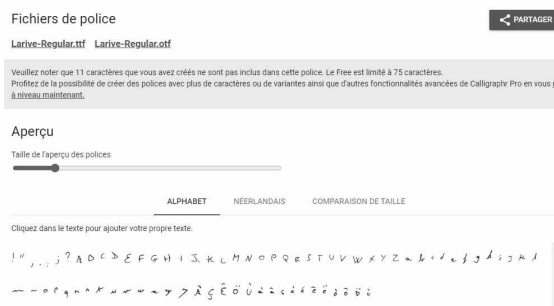 Fichiers de police
PARTAGER
Larive-Regular.ttf Larive-Regular.otf
Veuillez noter que 11 caractères que vous avez créés ne sont pas inclus dans cette police. Le Free est limité à 75 caractères.
Profitez de la possibilité de créer des polices avec plus de caractères ou de variantes ainsi que d'autres fonctionnalités avancées de Calligraphr Pro en vous
à niveau maintenant.
Aperçu
Taille de l'aperçu des polices
ALPHABET NÉERLANDAIS COMPARAISON DE TAILLE
Cliquez dans le texte pour ajouter votre propre texte.
! " , . : ; ? A B C D E F G H I J K L M N O P Q R S T U V W X Y Z a b c d e f g h i j k l
m n o p q r s t u v w x y z